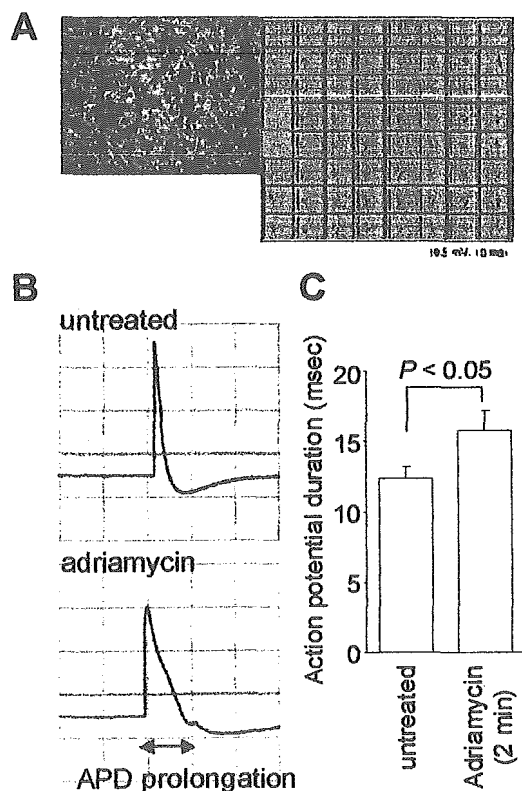 A
B
untreated
adriamycin
APD prolongation
C
P < 0.05
Action potential duration (msec)
20
15
10
5
0
untreated
Adriamycin
(2 min)